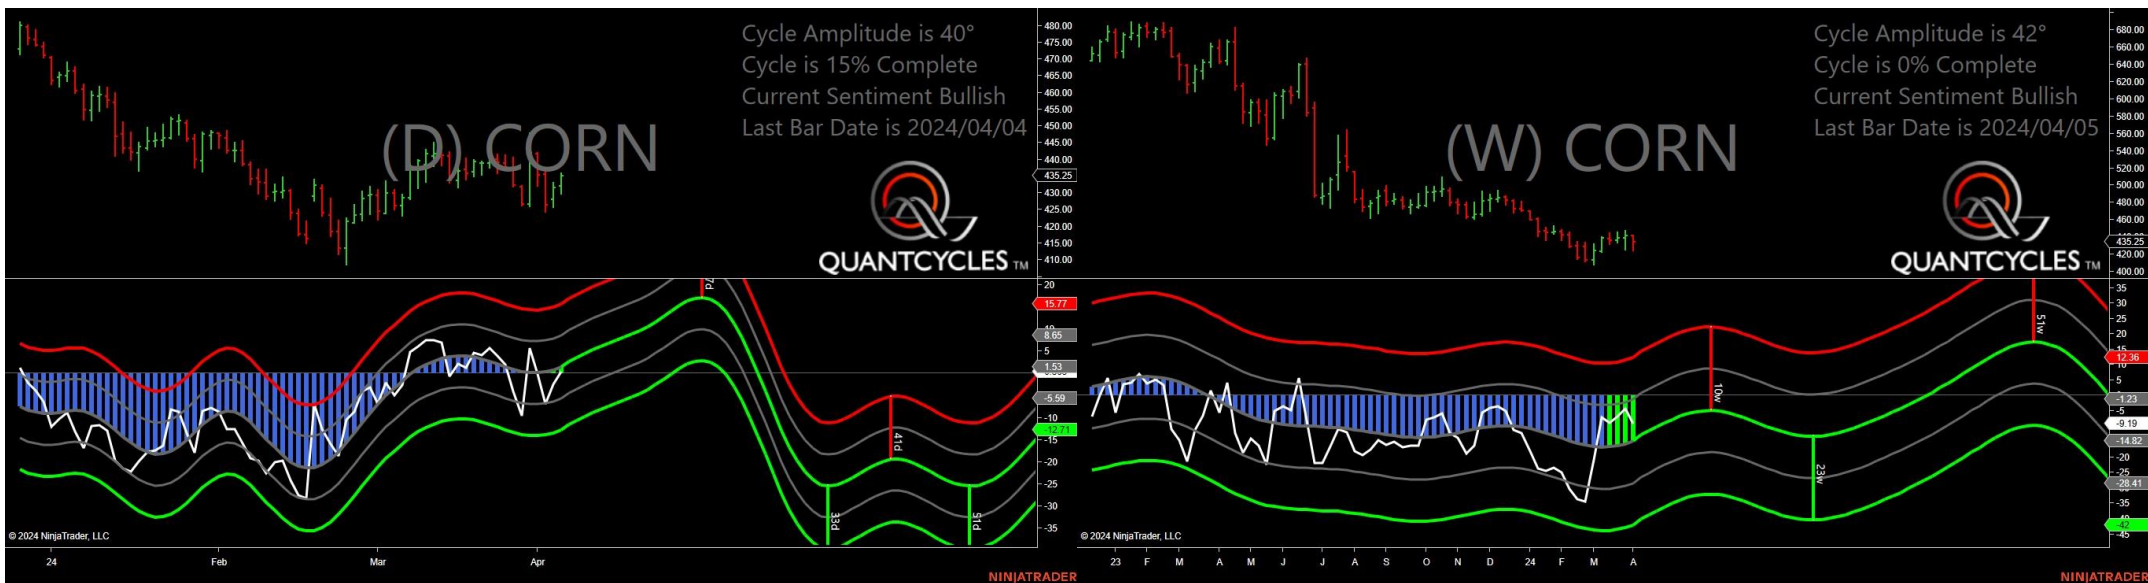 Cycle Amplitude is 40°
Cycle is 15% Complete
Current Sentiment Bullish
Last Bar Date is 2024/04/04
(D) CORN
QUANTCYCLES TM
480.00
475.00
470.00
465.00
460.00
455.00
450.00
445.00
440.00
435.25
430.00
425.00
420.00
415.00
410.00
20
15.77
8.65
5
1.53
-5.59
-10
-12.71
-15
-20
-25
-30
-35
41d
33d
51d
© 2024 NinjaTrader, LLC
24
Feb
Mar
Apr
NINJATRADER
Cycle Amplitude is 42°
Cycle is 0% Complete
Current Sentiment Bullish
Last Bar Date is 2024/04/05
(W) CORN
QUANTCYCLES TM
680.00
660.00
640.00
620.00
600.00
580.00
560.00
540.00
520.00
500.00
480.00
460.00
435.25
420.00
400.00
35
30
25
20
12.36
10
5
-1.23
-5
-9.19
-14.82
-20
-25
-28.41
-35
-42
-45
10w
23w
51w
© 2024 NinjaTrader, LLC
23
F
M
A
M
J
J
A
S
O
N
D
24
F
M
A
NINJATRADER